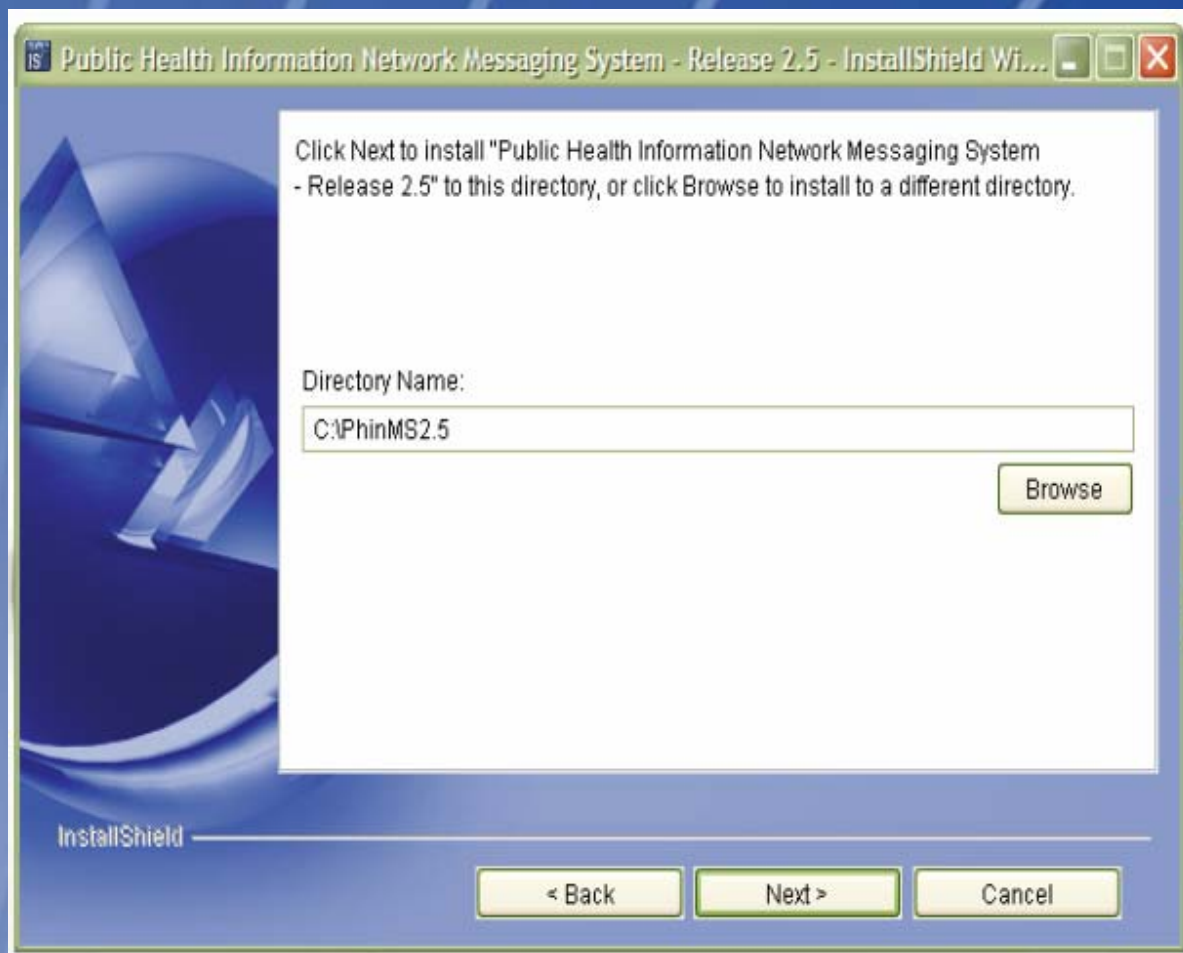 Public Health Information Network Messaging System - Release 2.5 - InstallShield Wi...
Click Next to install "Public Health Information Network Messaging System
- Release 2.5" to this directory, or click Browse to install to a different directory.
Directory Name:
C:\PhinMS2.5
Browse
InstallShield
< Back
Next >
Cancel